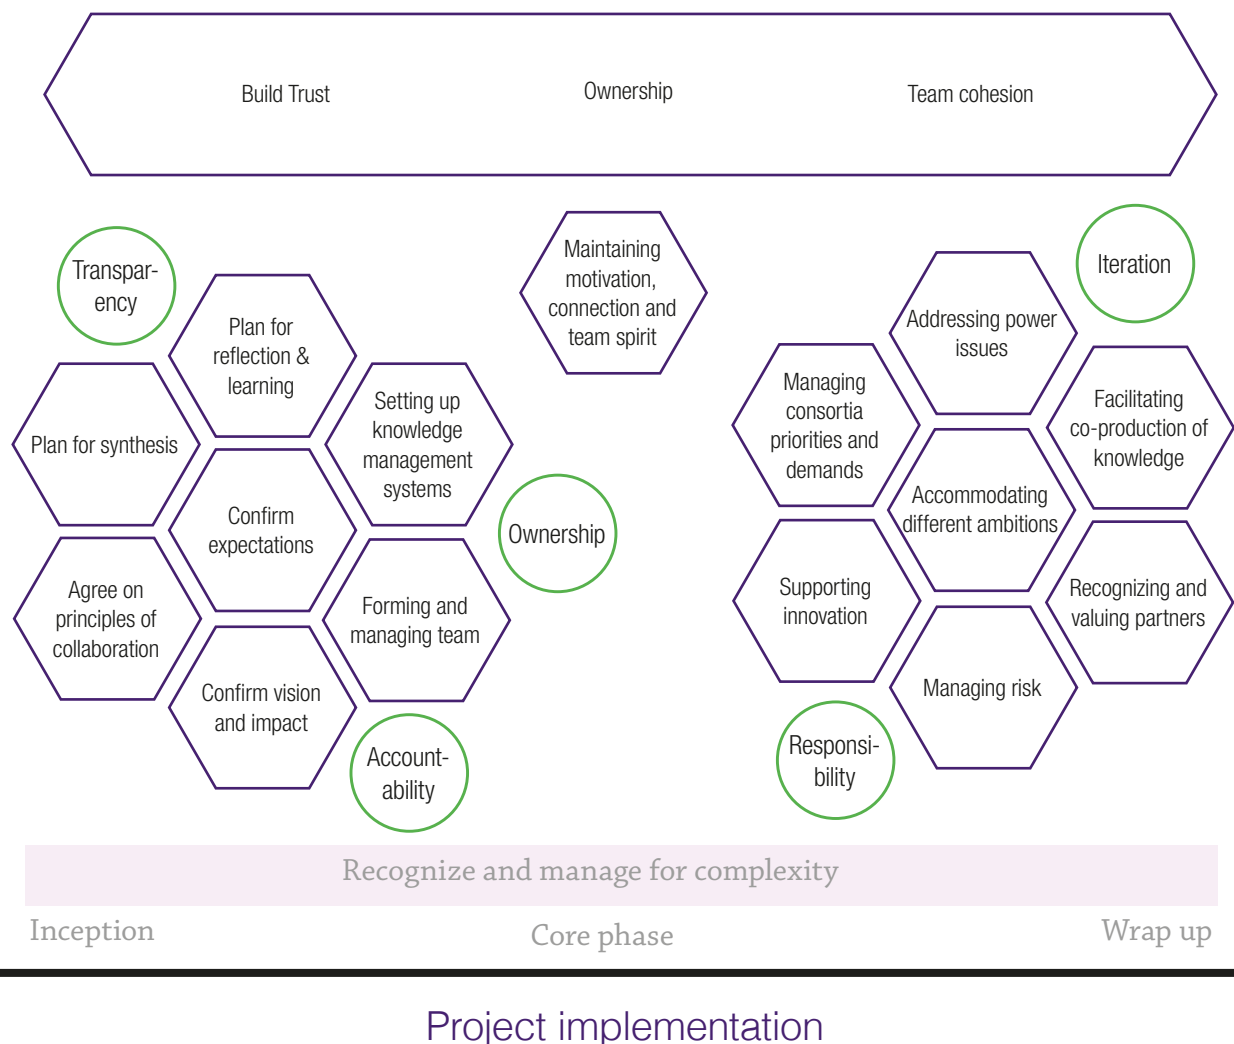 Build Trust
Ownership
Team cohesion
Transpar-
ency
Plan for
reflection &
learning
Plan for synthesis
Setting up
knowledge
management
systems
Confirm
expectations
Agree on
principles of
collaboration
Forming and
managing team
Confirm vision
and impact
Account-
ability
Ownership
Maintaining
motivation,
connection and
team spirit
Iteration
Addressing power
issues
Managing
consortia
priorities and
demands
Facilitating
co-production of
knowledge
Accommodating
different ambitions
Supporting
innovation
Recognizing and
valuing partners
Managing risk
Responsi-
bility
Recognize and manage for complexity
Inception
Core phase
Wrap up
Project implementation